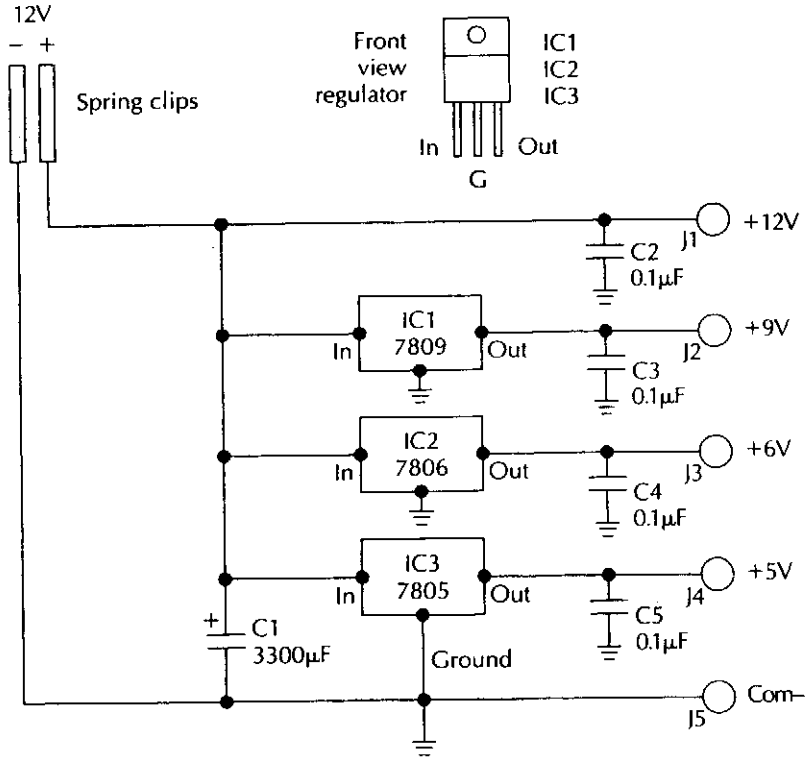 12V
− +
Spring clips
Front
view
regulator
IC1
IC2
IC3
In
Out
G
+12V
J1
C2
0.1µF
IC1
7809
In
Out
+9V
J2
C3
0.1µF
IC2
7806
In
Out
+6V
J3
C4
0.1µF
IC3
7805
In
Out
+5V
J4
C5
0.1µF
+
C1
3300µF
Ground
J5
Com–